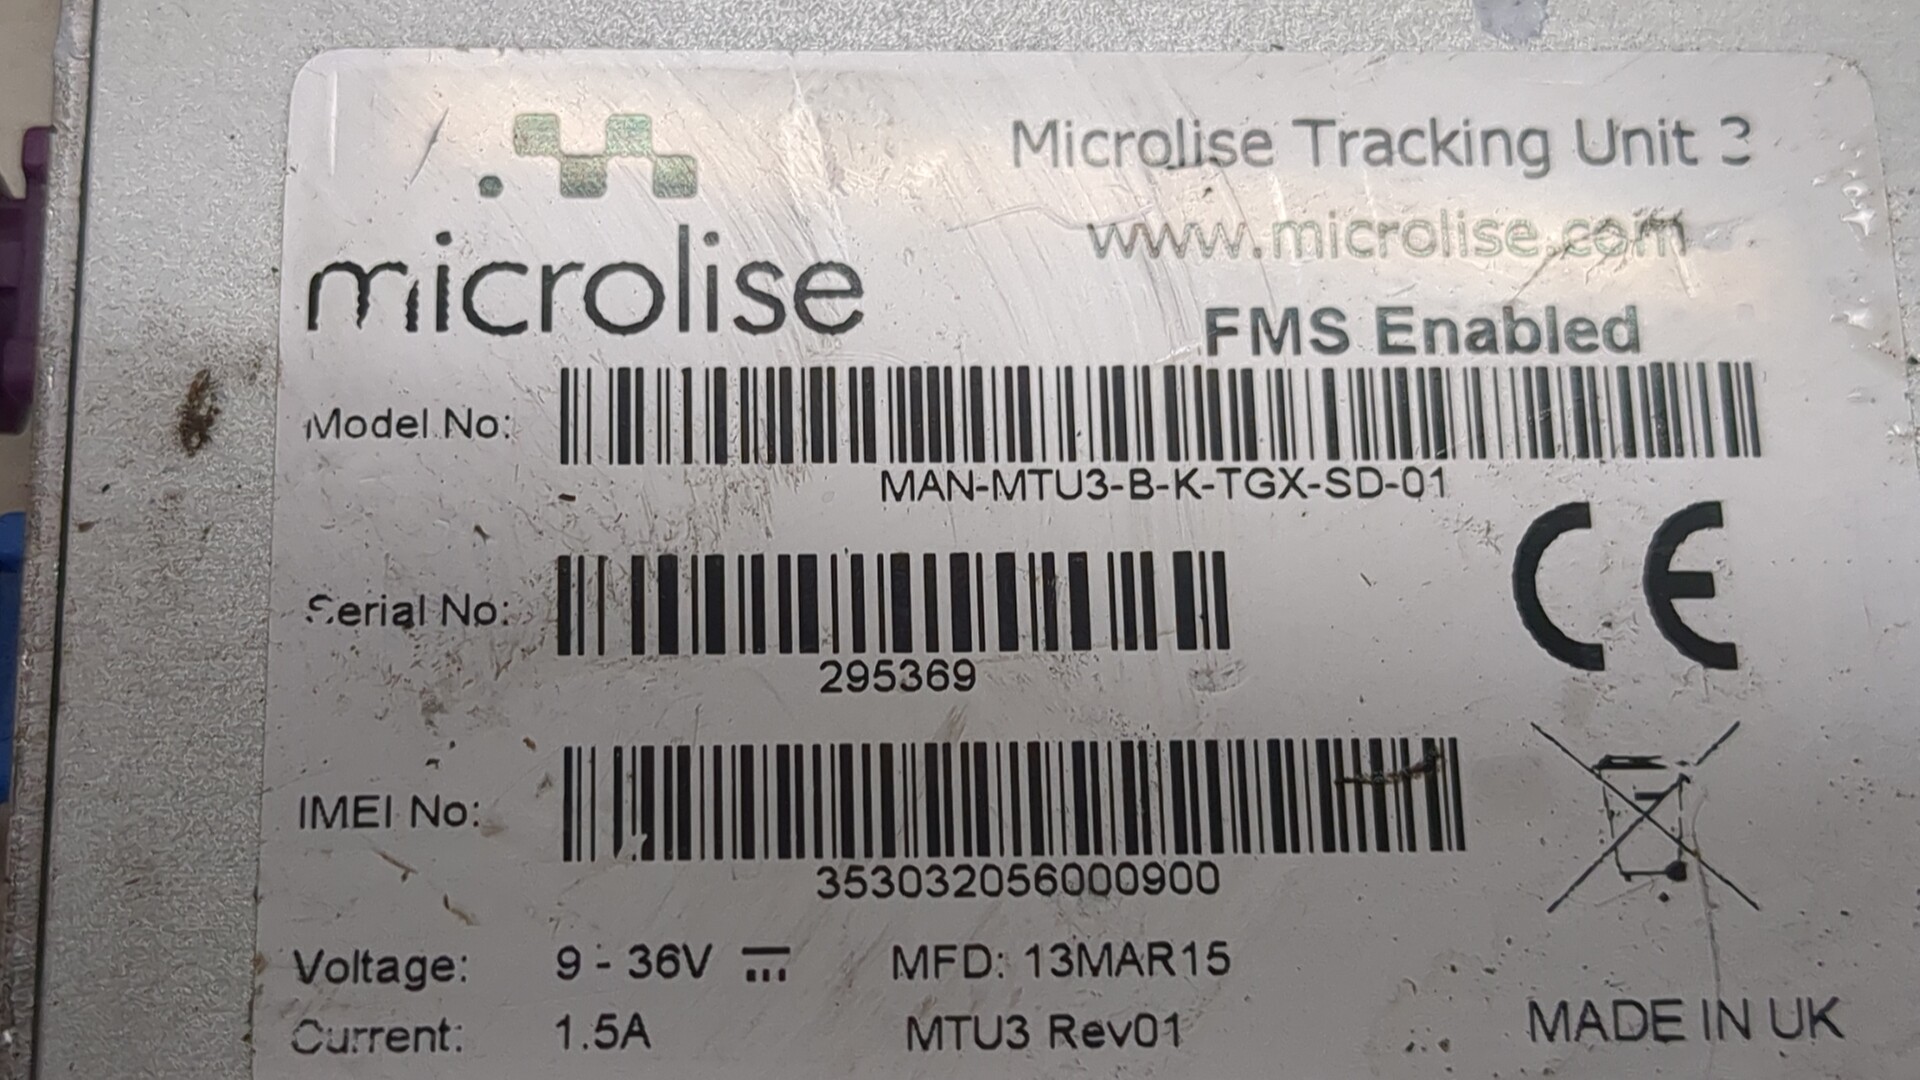 Microlise Tracking Unit 3
www.microlise.com
microlise
FMS Enabled
Model No:
MAN-MTU3-B-K-TGX-SD-01
CE
Serial No:
295369
IMEI No:
353032056000900
Voltage: 9 - 36V MFD: 13MAR15
Current: 1.5A MTU3 Rev01
MADE IN UK